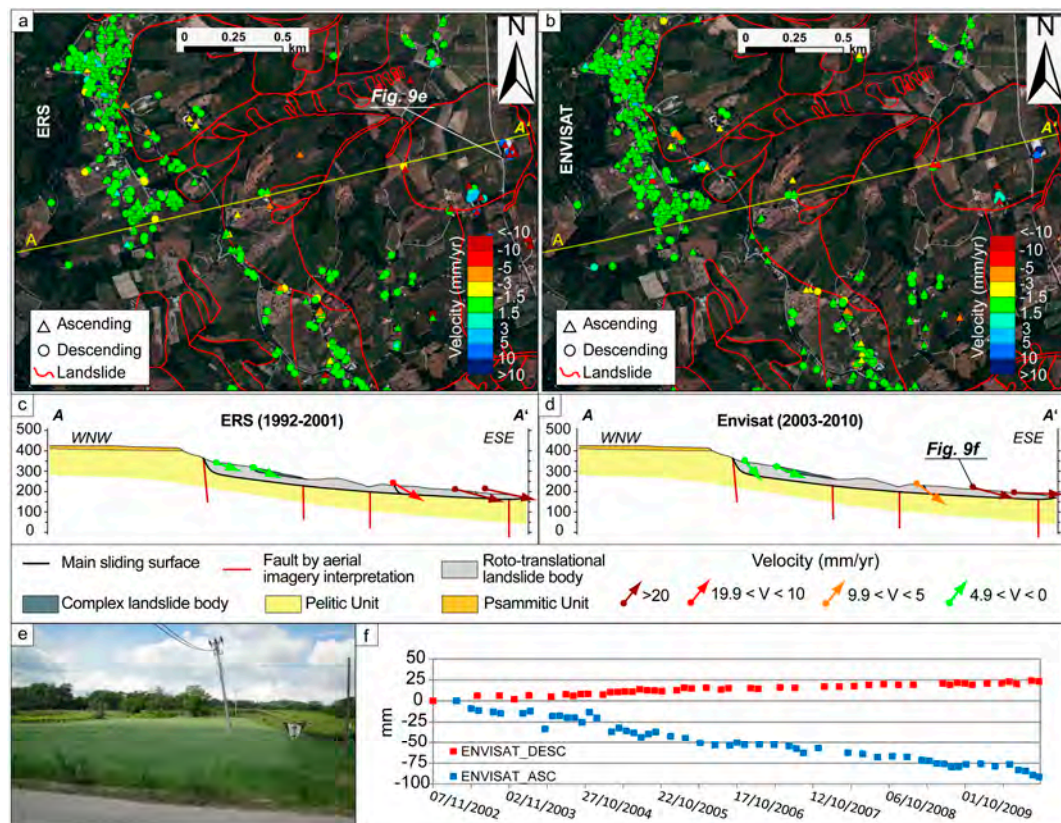 a
ERS
0 0.25 0.5
km
N
Fig. 9e
A
A'
Velocity (mm/yr)
<-10
-10
-5
-3
-1.5
1.5
3
5
10
>10
Ascending
Descending
Landslide
b
ENVISAT
0 0.25 0.5
km
N
A
A'
Velocity (mm/yr)
<-10
-10
-5
-3
-1.5
1.5
3
5
10
>10
Ascending
Descending
Landslide
c
A
WNW
ERS (1992-2001)
A'
ESE
500
400
300
200
100
0
d
A
WNW
Envisat (2003-2010)
A'
ESE
Fig. 9f
500
400
300
200
100
0
Main sliding surface
Fault by aerial
imagery interpretation
Roto-translational
landslide body
Complex landslide body
Pelitic Unit
Psammitic Unit
Velocity (mm/yr)
>20
19.9 < V < 10
9.9 < V < 5
4.9 < V < 0
e
f
50
25
0
-25
-50
-75
-100
mm
ENVISAT_DESC
ENVISAT_ASC
07/11/2002
02/11/2003
27/10/2004
22/10/2005
17/10/2006
12/10/2007
06/10/2008
01/10/2009